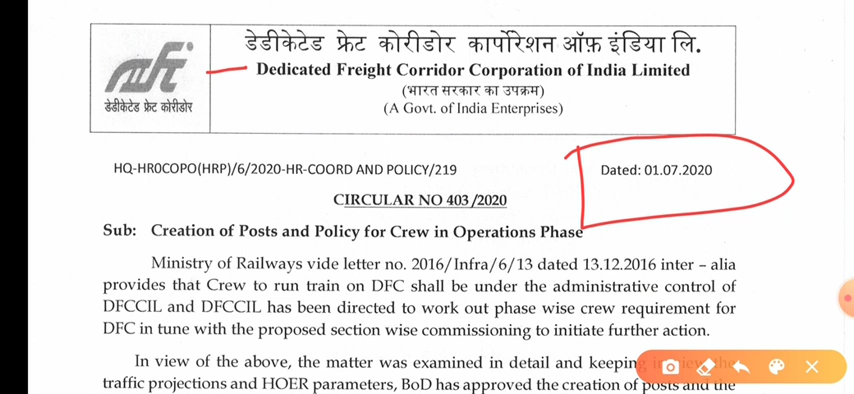 डेडीकेटेड फ्रेट कोरीडोर कार्पोरेशन ऑफ़ इंडिया लि.
Dedicated Freight Corridor Corporation of India Limited
(भारत सरकार का उपक्रम)
(A Govt. of India Enterprises)
डेडीकेटेड फ्रेट कोरीडोर
HQ-HR0COPO(HRP)/6/2020-HR-COORD AND POLICY/219 Dated: 01.07.2020
CIRCULAR NO 403/2020
Sub: Creation of Posts and Policy for Crew in Operations Phase
Ministry of Railways vide letter no. 2016/Infra/6/13 dated 13.12.2016 inter – alia
provides that Crew to run train on DFC shall be under the administrative control of
DFCCIL and DFCCIL has been directed to work out phase wise crew requirement for
DFC in tune with the proposed section wise commissioning to initiate further action.
In view of the above, the matter was examined in detail and keeping in view the
traffic projections and HOER parameters, BoD has approved the creation of posts and the